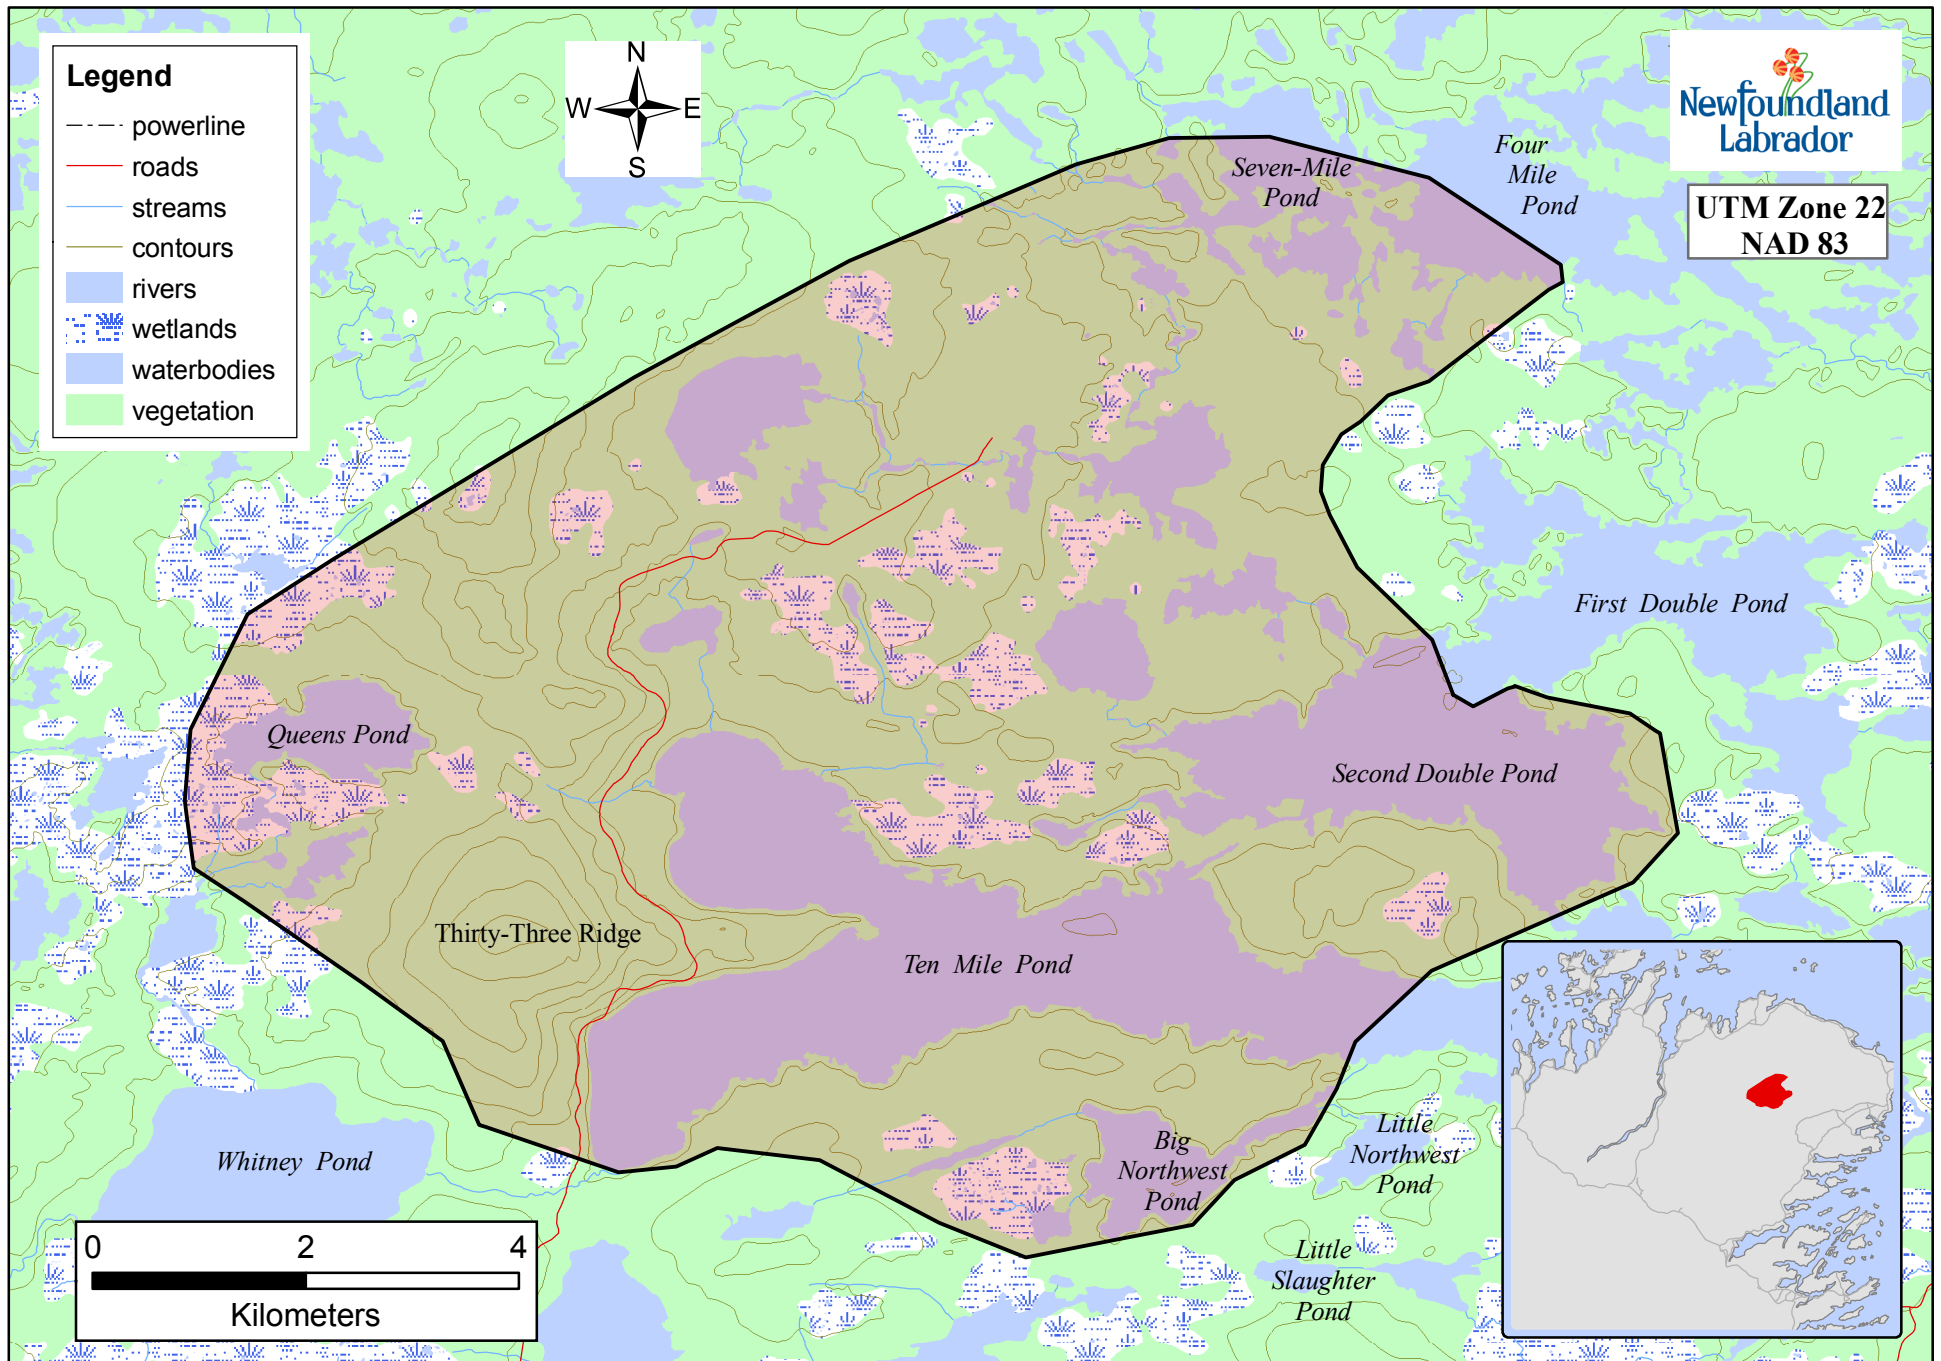 Legend
powerline
roads
streams
contours
rivers
wetlands
waterbodies
vegetation
N
W E
S
Newfoundland
Labrador
UTM Zone 22
NAD 83
Four
Mile
Pond
Seven-Mile
Pond
First Double Pond
Queens Pond
Second Double Pond
Thirty-Three Ridge
Ten Mile Pond
Whitney Pond
Big
Northwest
Pond
Little
Northwest
Pond
Little
Slaughter
Pond
0 2 4
Kilometers